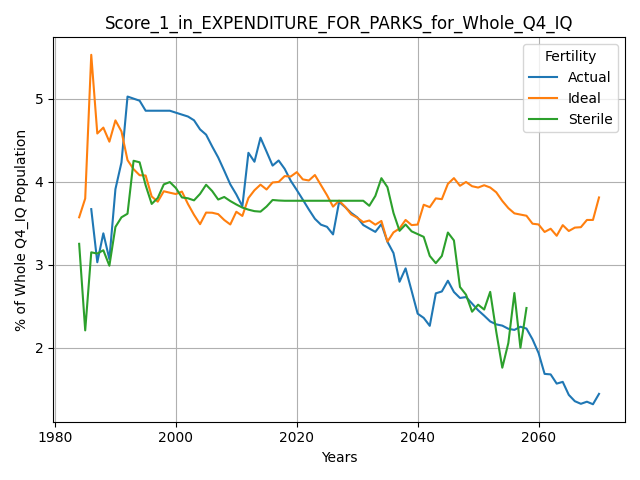 Score_1_in_EXPENDITURE_FOR_PARKS_for_Whole_Q4_IQ
Fertility
Actual
Ideal
Sterile
% of Whole Q4_IQ Population
5
4
3
2
1980
2000
2020
2040
2060
Years